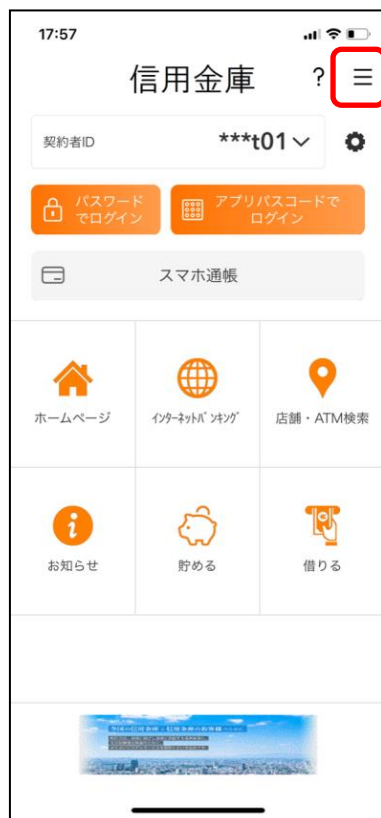 17:57
信用金庫 ?
契約者ID ***t01
パスワード
でログイン
アプリパスコードで
ログイン
スマホ通帳
ホームページ
ｲﾝﾀｰﾈｯﾄﾊﾞﾝｷﾝｸﾞ
店舗・ATM検索
お知らせ
貯める
借りる